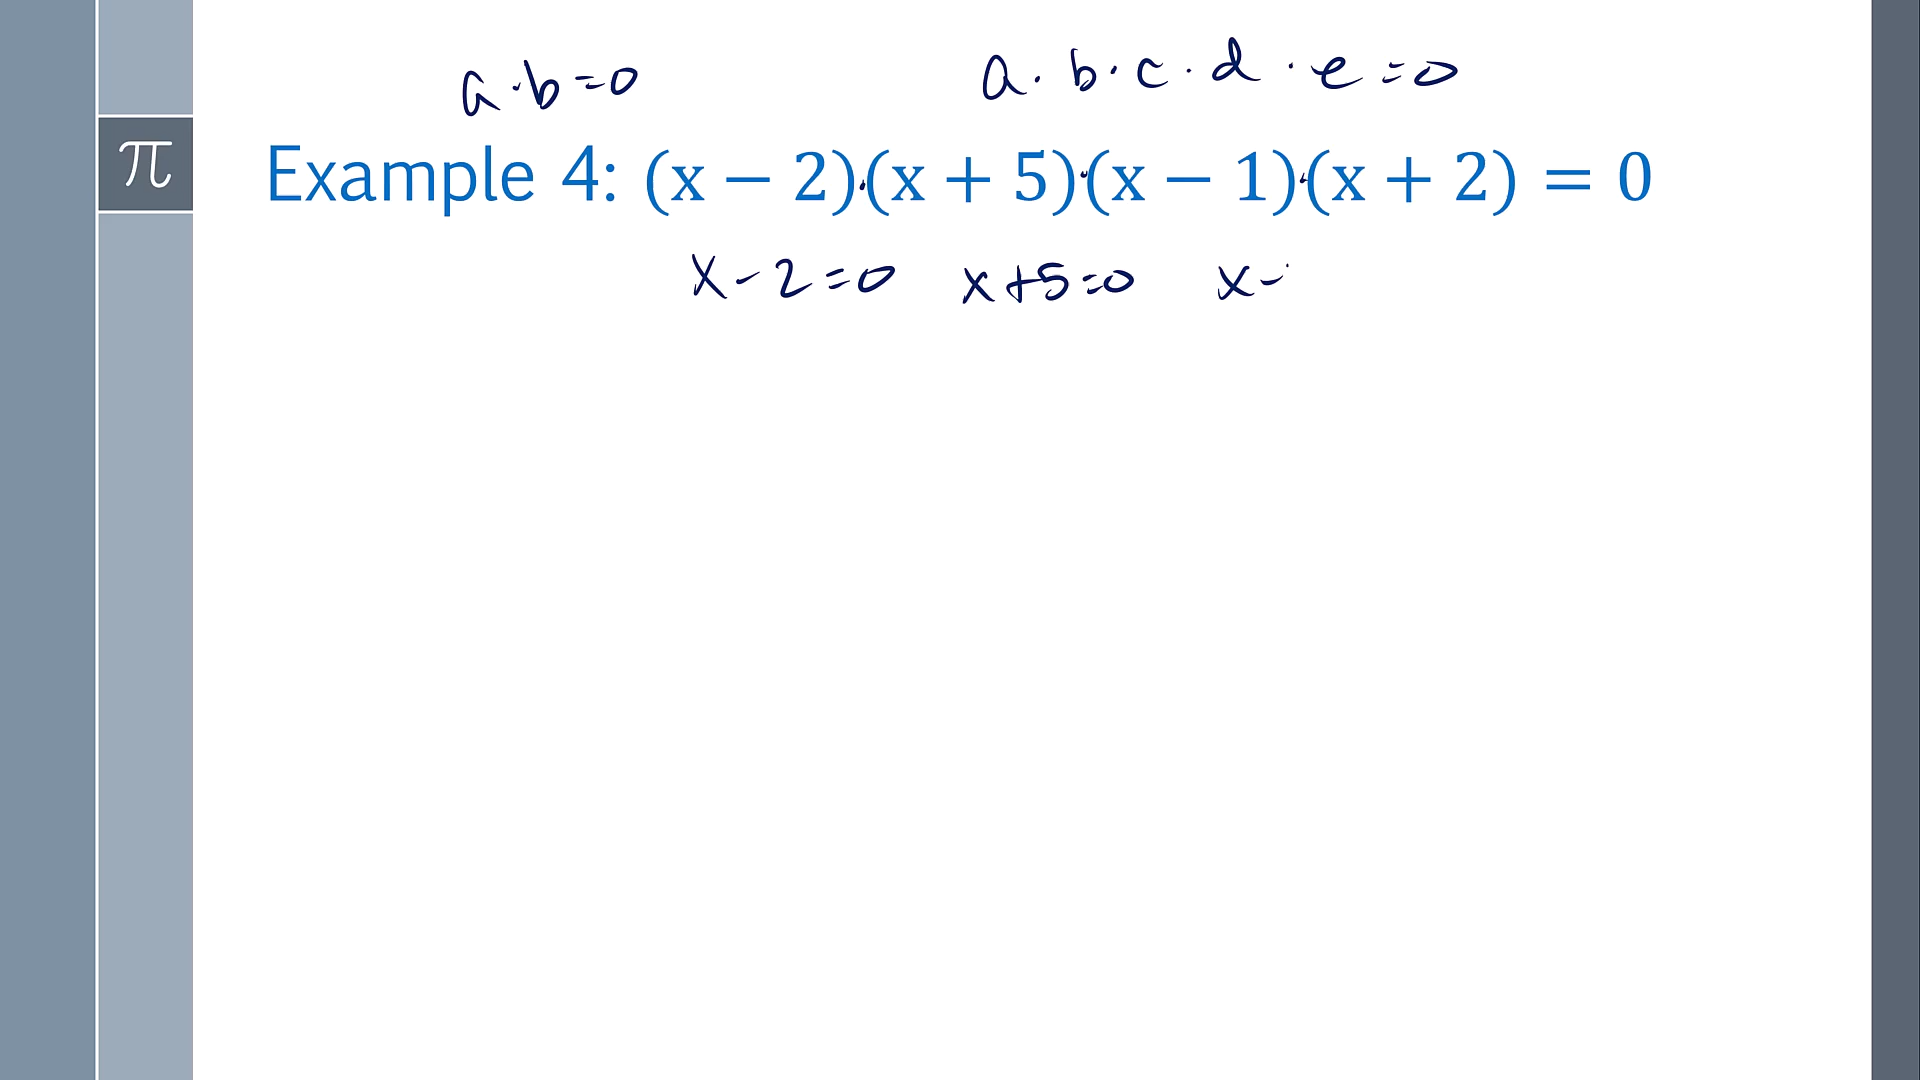 a·b=0 a·b·c·d·e=0
π
Example 4: (x − 2)·(x + 5)·(x − 1)·(x + 2) = 0
x-2=0 x+5=0 x-